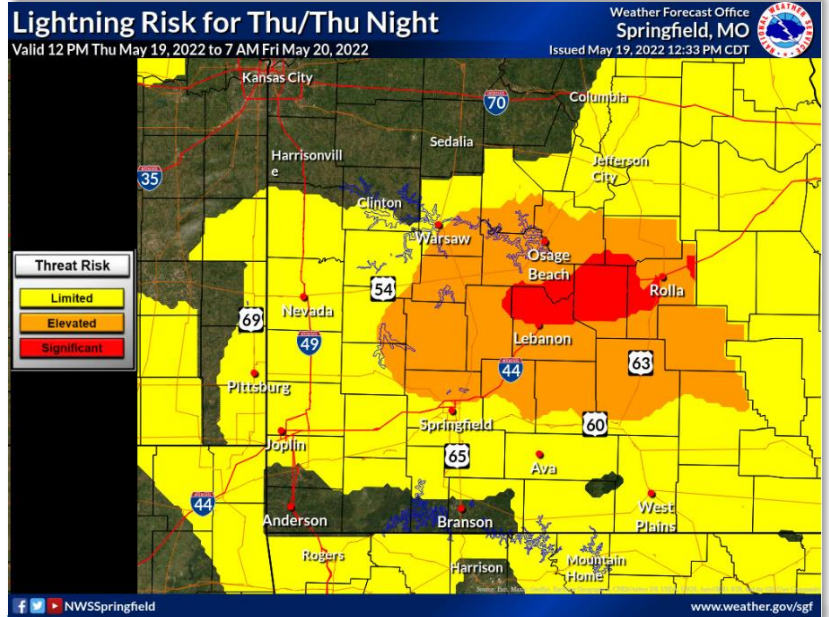 Lightning Risk for Thu/Thu Night
Valid 12 PM Thu May 19, 2022 to 7 AM Fri May 20, 2022
Weather Forecast Office
Springfield, MO
Issued May 19, 2022 12:33 PM CDT
NATIONAL WEATHER SERVICE
Kansas City
70
Columbia
Sedalia
Harrisonvill
e
Jefferson
City
35
Clinton
Warsaw
Osage
Beach
Threat Risk
Limited
Elevated
Significant
54
Rolla
Nevada
69
Lebanon
49
63
44
Pittsburg
Springfield
60
Joplin
65
Ava
44
Anderson
Branson
West
Plains
Rogers
Harrison
Mountain
Home
NWSSpringfield
www.weather.gov/sgf